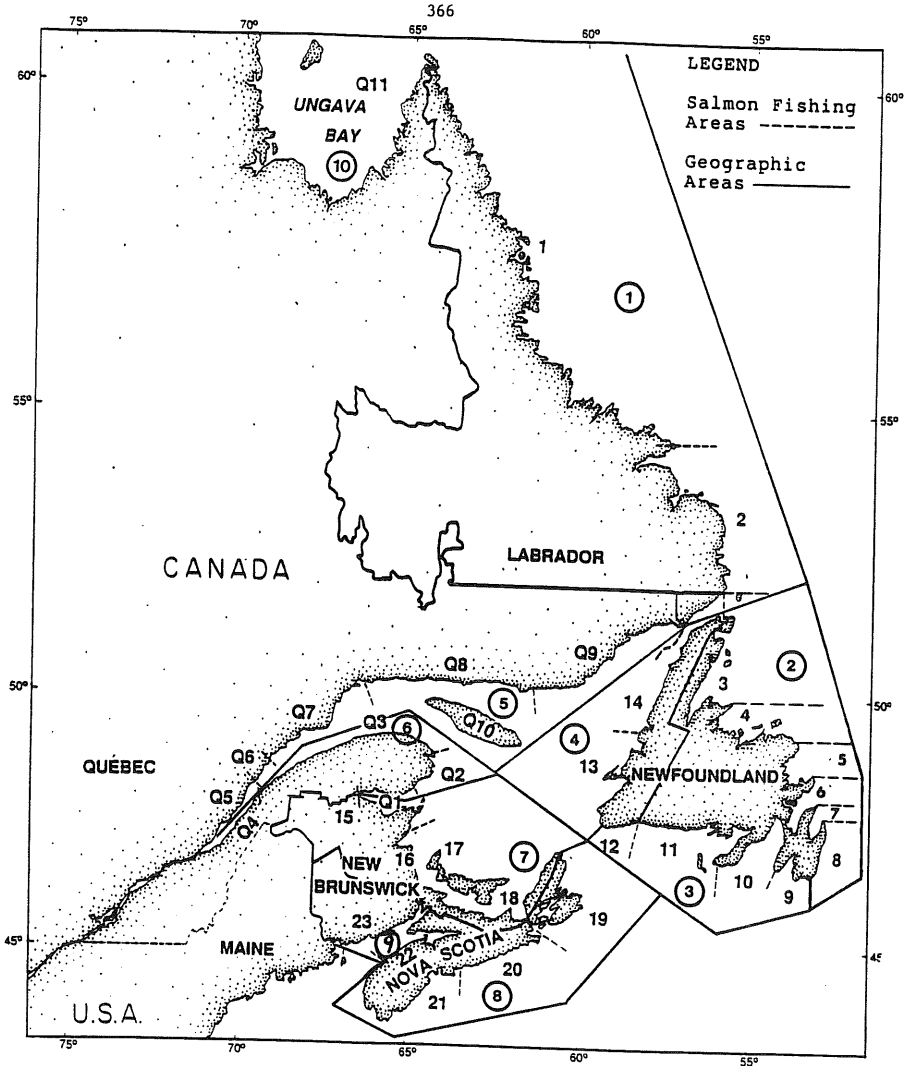 366
75° 70° 65° 60° 55°
LEGEND
Salmon Fishing
Areas
Geographic
Areas
60° 60°
Q11
UNGAVA
BAY
10
1
1
55° 55°
2
LABRADOR
CANADA
Q8 Q9
2
3
50° 50°
5
14
4
Q7 Q3 6 Q10
4
5
Q6
13
QUÉBEC
NEWFOUNDLAND
Q2
6
Q5 Q1
7
15
Q4
12 11 8
16 17 7
NEW
BRUNSWICK
10
3
9
18
19
23
45° 45
9
MAINE
22
NOVA SCOTIA
20
21 8
U.S.A.
75° 70° 65° 60° 55°